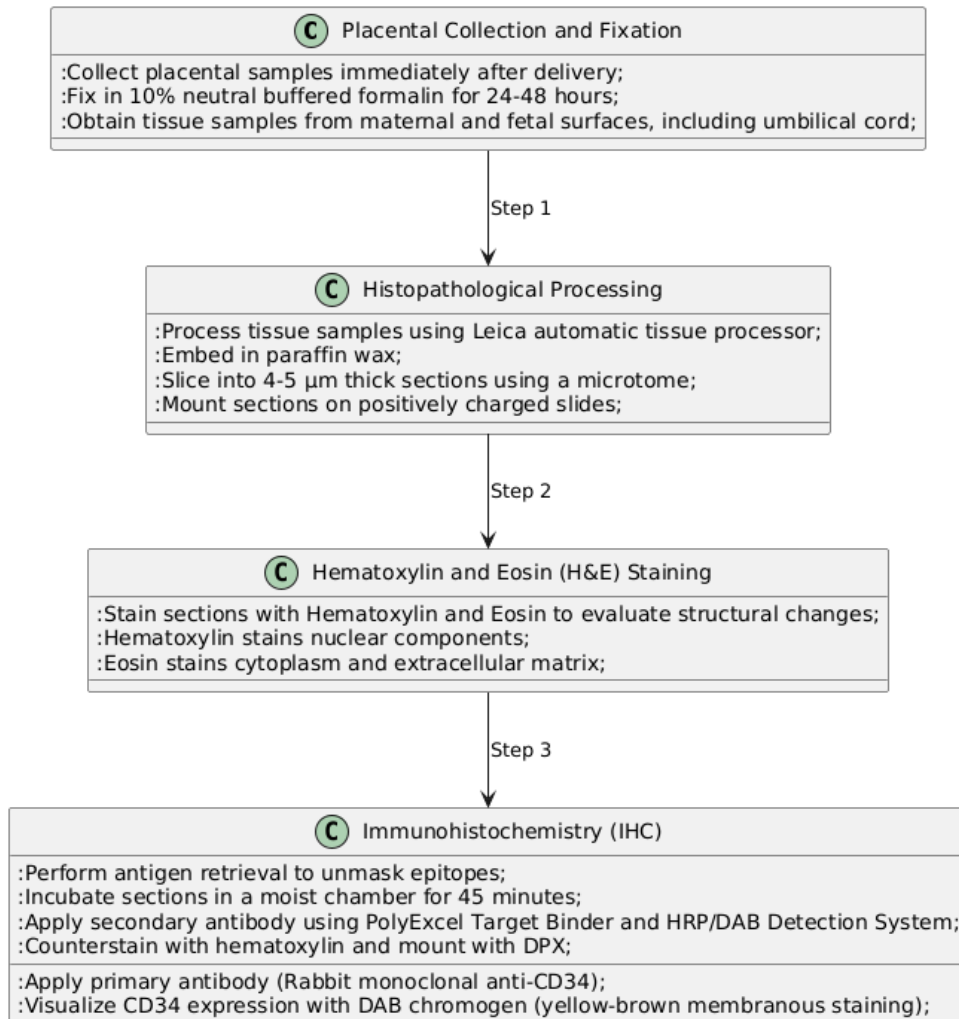 C Placental Collection and Fixation
:Collect placental samples immediately after delivery;
:Fix in 10% neutral buffered formalin for 24-48 hours;
:Obtain tissue samples from maternal and fetal surfaces, including umbilical cord;
Step 1
C Histopathological Processing
:Process tissue samples using Leica automatic tissue processor;
:Embed in paraffin wax;
:Slice into 4-5 µm thick sections using a microtome;
:Mount sections on positively charged slides;
Step 2
C Hematoxylin and Eosin (H&E) Staining
:Stain sections with Hematoxylin and Eosin to evaluate structural changes;
:Hematoxylin stains nuclear components;
:Eosin stains cytoplasm and extracellular matrix;
Step 3
C Immunohistochemistry (IHC)
:Perform antigen retrieval to unmask epitopes;
:Incubate sections in a moist chamber for 45 minutes;
:Apply secondary antibody using PolyExcel Target Binder and HRP/DAB Detection System;
:Counterstain with hematoxylin and mount with DPX;
:Apply primary antibody (Rabbit monoclonal anti-CD34);
:Visualize CD34 expression with DAB chromogen (yellow-brown membranous staining);